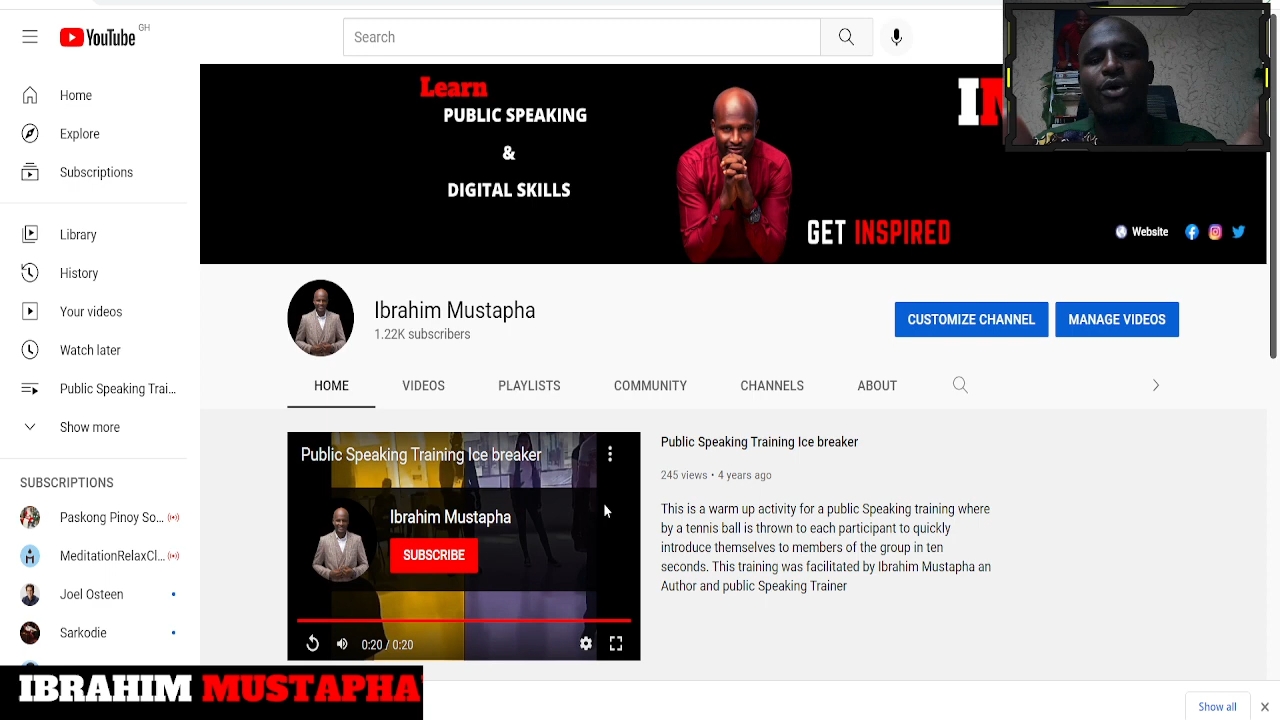 YouTube GH
Search
Home
Explore
Subscriptions
Library
History
Your videos
Watch later
Public Speaking Trai...
Show more
SUBSCRIPTIONS
Paskong Pinoy So...
MeditationRelaxCl...
Joel Osteen
Sarkodie
Learn
PUBLIC SPEAKING
&
DIGITAL SKILLS
GET INSPIRED
Website
Ibrahim Mustapha
1.22K subscribers
CUSTOMIZE CHANNEL
MANAGE VIDEOS
HOME VIDEOS PLAYLISTS COMMUNITY CHANNELS ABOUT
Public Speaking Training Ice breaker
Ibrahim Mustapha
SUBSCRIBE
0:20 / 0:20
Public Speaking Training Ice breaker
245 views • 4 years ago
This is a warm up activity for a public Speaking training where
by a tennis ball is thrown to each participant to quickly
introduce themselves to members of the group in ten
seconds. This training was facilitated by Ibrahim Mustapha an
Author and public Speaking Trainer
IBRAHIM MUSTAPHA
Show all